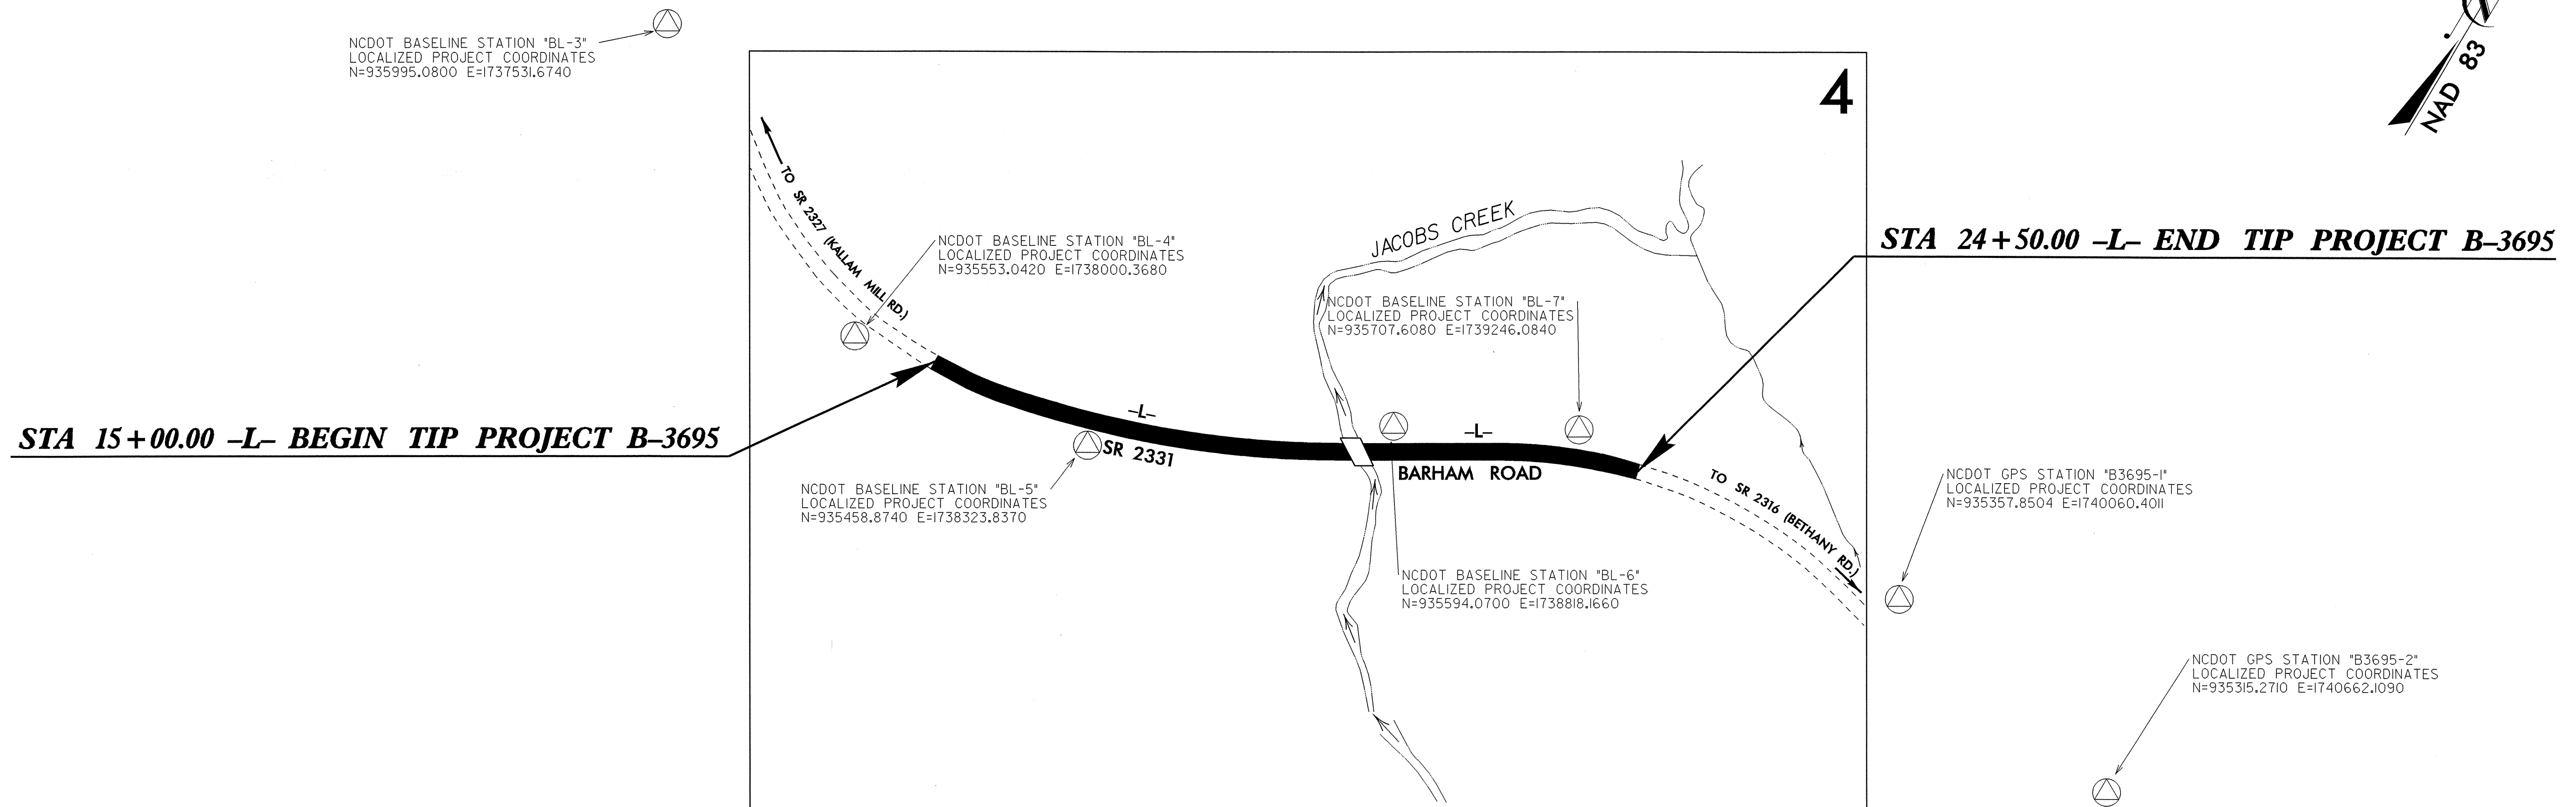 NCDOT BASELINE STATION "BL-3"
LOCALIZED PROJECT COORDINATES
N=935995.0800 E=1737531.6740
4
NAD 83
TO SR 2327 (KALLAM MILL RD.)
NCDOT BASELINE STATION "BL-4"
LOCALIZED PROJECT COORDINATES
N=935553.0420 E=1738000.3680
JACOBS CREEK
STA 24+50.00 -L- END TIP PROJECT B-3695
NCDOT BASELINE STATION "BL-7"
LOCALIZED PROJECT COORDINATES
N=935707.6080 E=1739246.0840
STA 15+00.00 -L- BEGIN TIP PROJECT B-3695
-L-
SR 2331
-L-
BARHAM ROAD
TO SR 2316 (BETHANY RD.)
NCDOT BASELINE STATION "BL-5"
LOCALIZED PROJECT COORDINATES
N=935458.8740 E=1738323.8370
NCDOT GPS STATION "B3695-1"
LOCALIZED PROJECT COORDINATES
N=935357.8504 E=1740060.4011
NCDOT BASELINE STATION "BL-6"
LOCALIZED PROJECT COORDINATES
N=935594.0700 E=1738818.1660
NCDOT GPS STATION "B3695-2"
LOCALIZED PROJECT COORDINATES
N=935315.2710 E=1740662.1090